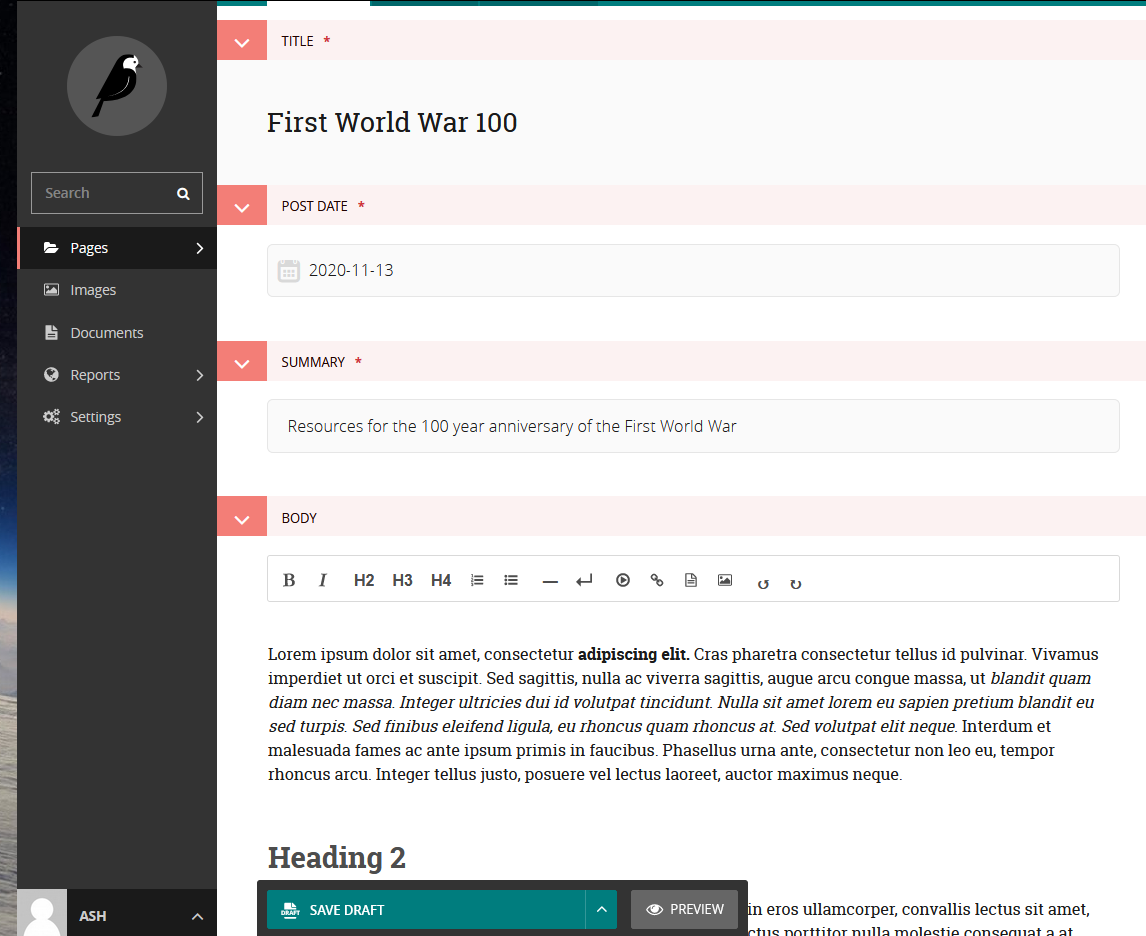 Search
Pages
Images
Documents
Reports
Settings
ASH
TITLE *
First World War 100
POST DATE *
2020-11-13
SUMMARY *
Resources for the 100 year anniversary of the First World War
BODY
B I H2 H3 H4
Lorem ipsum dolor sit amet, consectetur adipiscing elit. Cras pharetra consectetur tellus id pulvinar. Vivamus
imperdiet ut orci et suscipit. Sed sagittis, nulla ac viverra sagittis, augue arcu congue massa, ut blandit quam
diam nec massa. Integer ultricies dui id volutpat tincidunt. Nulla sit amet lorem eu sapien pretium blandit eu
sed turpis. Sed finibus eleifend ligula, eu rhoncus quam rhoncus at. Sed volutpat elit neque. Interdum et
malesuada fames ac ante ipsum primis in faucibus. Phasellus urna ante, consectetur non leo eu, tempor
rhoncus arcu. Integer tellus justo, posuere vel lectus laoreet, auctor maximus neque.
Heading 2
DRAFT SAVE DRAFT PREVIEW
in eros ullamcorper, convallis lectus sit amet,
ctus porttitor nulla molestie consequat a at